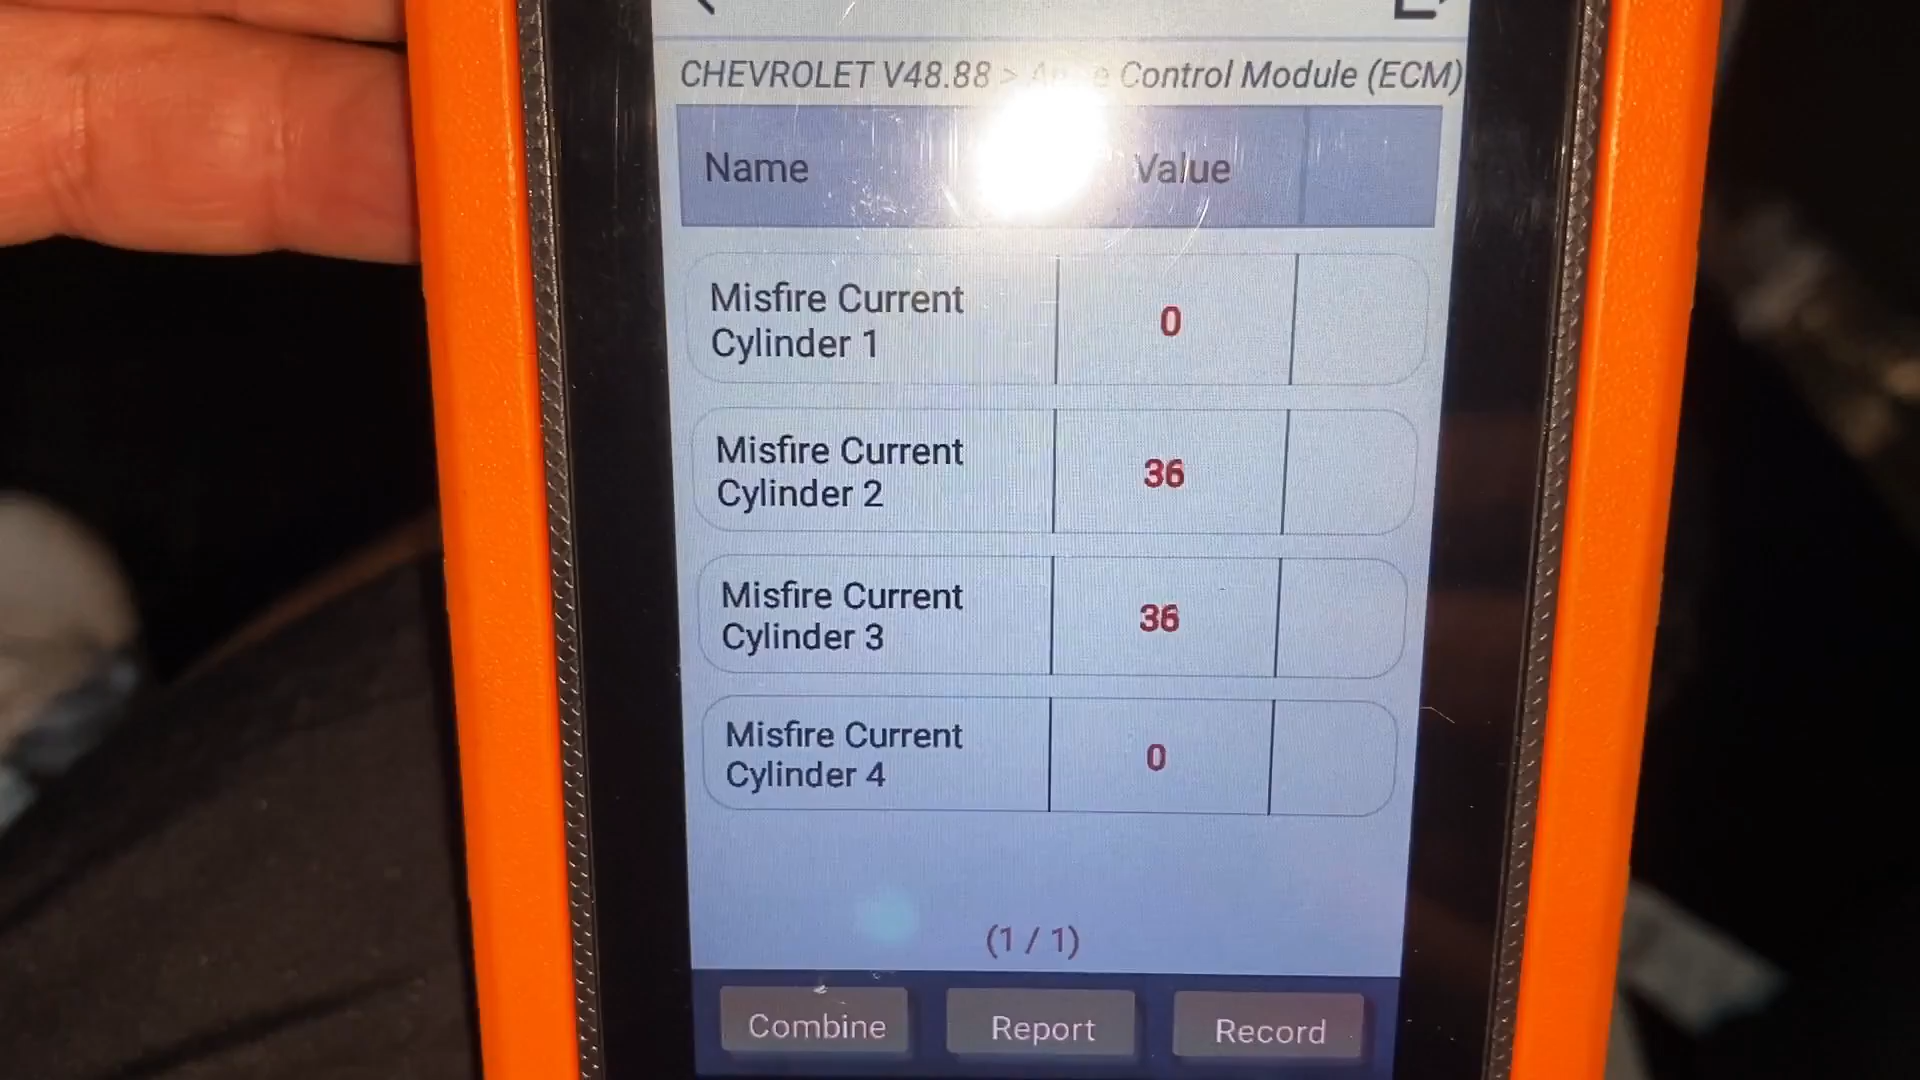 CHEVROLET V48.88 > Control Module (ECM)
Name Value
Misfire Current
Cylinder 1
0
Misfire Current
Cylinder 2
36
Misfire Current
Cylinder 3
36
Misfire Current
Cylinder 4
0
(1 / 1)
Combine Report Record